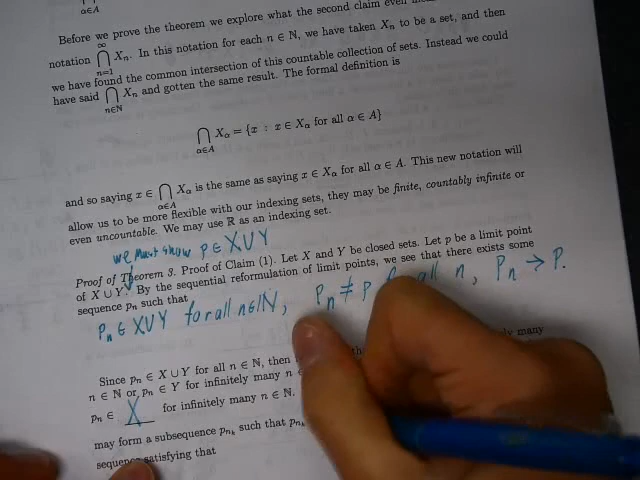 α∈A
Before we prove the theorem we explore what the second claim even
notation ⋂_{n=1}^{∞} X_n. In this notation for each n ∈ N, we have taken X_n to be a set, and then
we have found the common intersection of this countable collection of sets. Instead we could
have said ⋂_{n∈N} X_n and gotten the same result. The formal definition is
⋂_{α∈A} X_α = {x : x ∈ X_α for all α ∈ A}
and so saying x ∈ ⋂_{α∈A} X_α is the same as saying x ∈ X_α for all α ∈ A. This new notation will
allow us to be more flexible with our indexing sets, they may be finite, countably infinite or
even uncountable. We may use R as an indexing set.
we must show p ∈ X∪Y
Proof of Theorem 3. Proof of Claim (1). Let X and Y be closed sets. Let p be a limit point
of X ∪ Y. By the sequential reformulation of limit points, we see that there exists some
sequence p_n such that
p_n ∈ X∪Y for all n∈N, p_n ≠ p all n, p_n → p.
Since p_n ∈ X ∪ Y for all n ∈ N, then many
n ∈ N or p_n ∈ Y for infinitely many n
p_n ∈ X for infinitely many n ∈ N.
may form a subsequence p_{n_k} such that p_{n_k}
sequence satisfying that